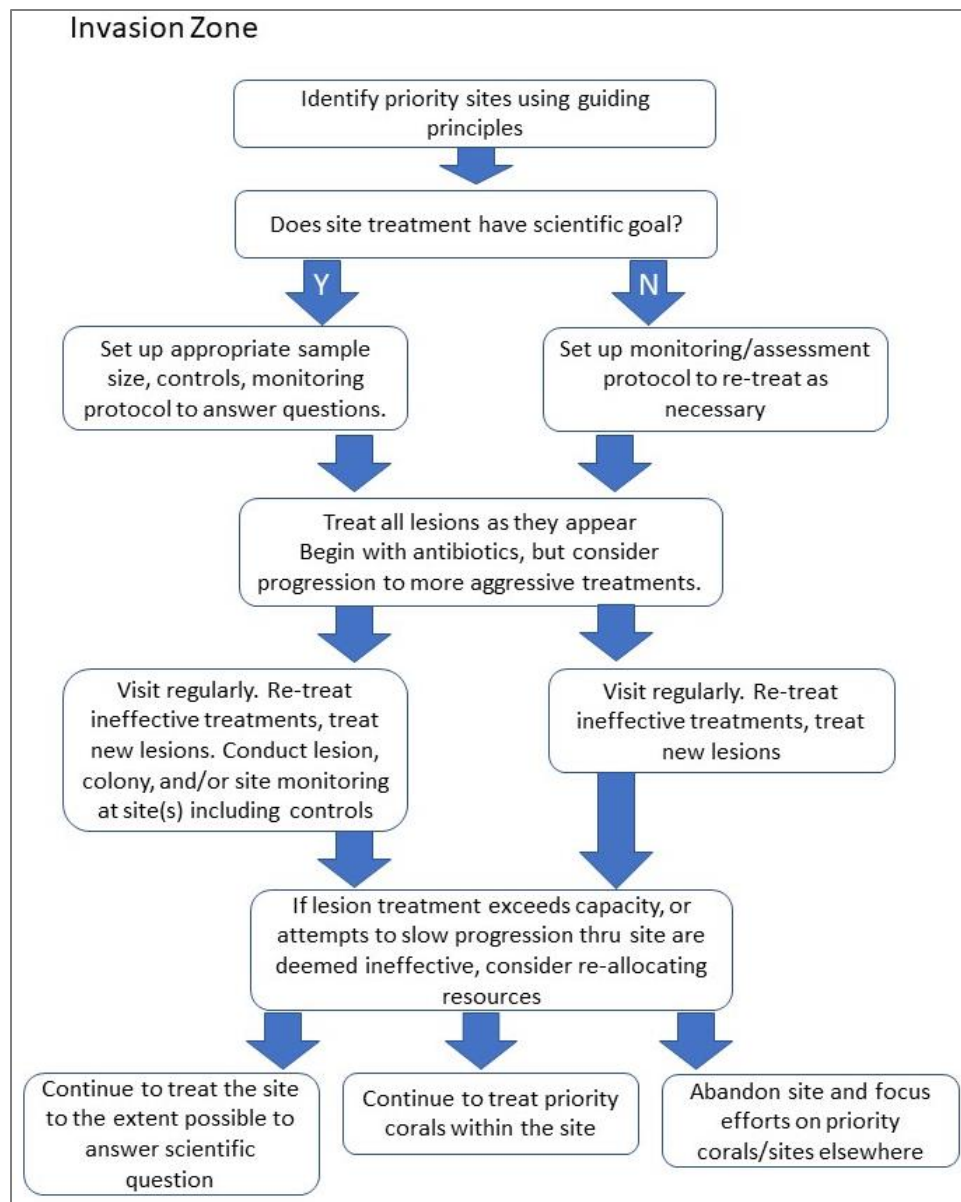 Invasion Zone
Identify priority sites using guiding
principles
Does site treatment have scientific goal?
Y
N
Set up appropriate sample
size, controls, monitoring
protocol to answer questions.
Set up monitoring/assessment
protocol to re-treat as
necessary
Treat all lesions as they appear
Begin with antibiotics, but consider
progression to more aggressive treatments.
Visit regularly. Re-treat
ineffective treatments, treat
new lesions. Conduct lesion,
colony, and/or site monitoring
at site(s) including controls
Visit regularly. Re-treat
ineffective treatments, treat
new lesions
If lesion treatment exceeds capacity, or
attempts to slow progression thru site are
deemed ineffective, consider re-allocating
resources
Continue to treat the site
to the extent possible to
answer scientific
question
Continue to treat priority
corals within the site
Abandon site and focus
efforts on priority
corals/sites elsewhere